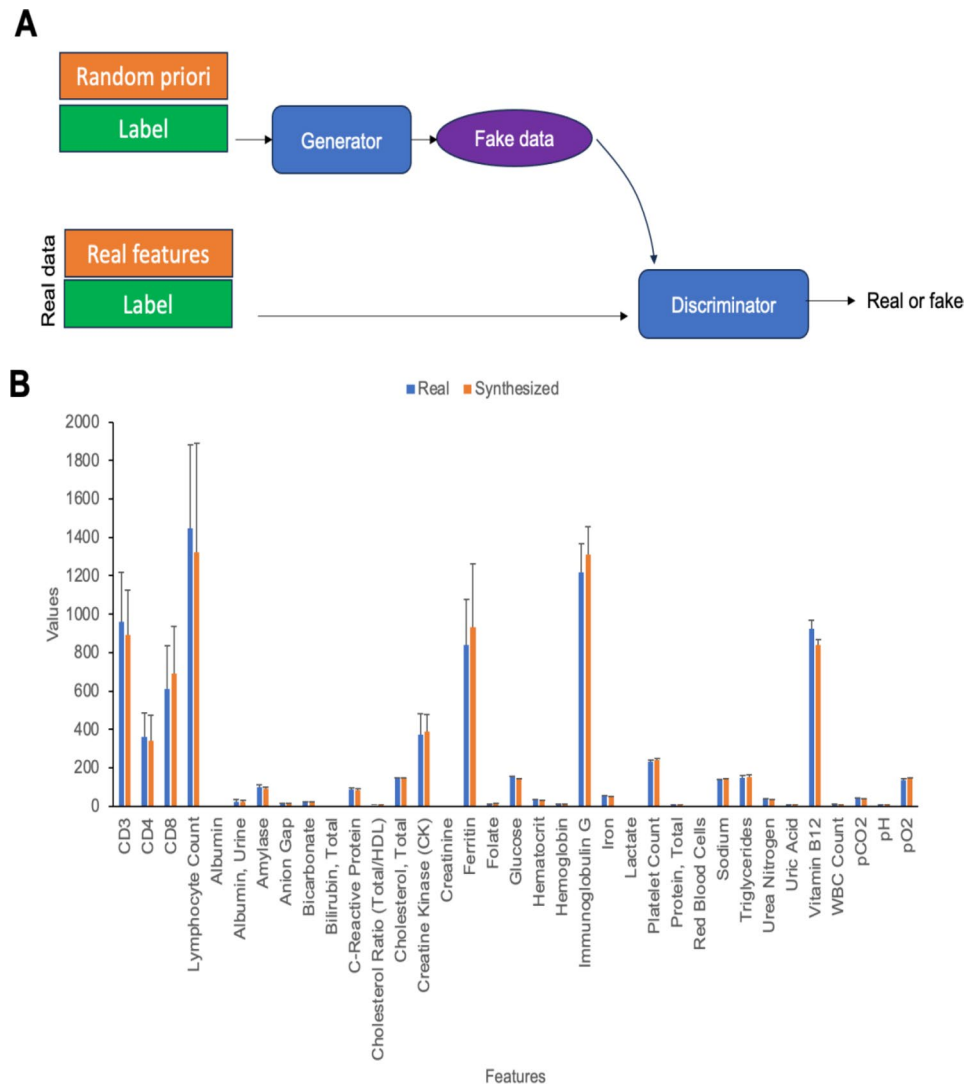 A
Random priori
Label
Generator
Fake data
Real data
Real features
Label
Discriminator
Real or fake
B
Real
Synthesized
Values
2000
1800
1600
1400
1200
1000
800
600
400
200
0
CD3
CD4
CD8
Lymphocyte Count
Albumin
Albumin, Urine
Amylase
Anion Gap
Bicarbonate
Bilirubin, Total
C-Reactive Protein
Cholesterol Ratio (Total/HDL)
Cholesterol, Total
Creatine Kinase (CK)
Creatinine
Ferritin
Folate
Glucose
Hematocrit
Hemoglobin
Immunoglobulin G
Iron
Lactate
Platelet Count
Protein, Total
Red Blood Cells
Sodium
Triglycerides
Urea Nitrogen
Uric Acid
Vitamin B12
WBC Count
pCO2
pH
pO2
Features